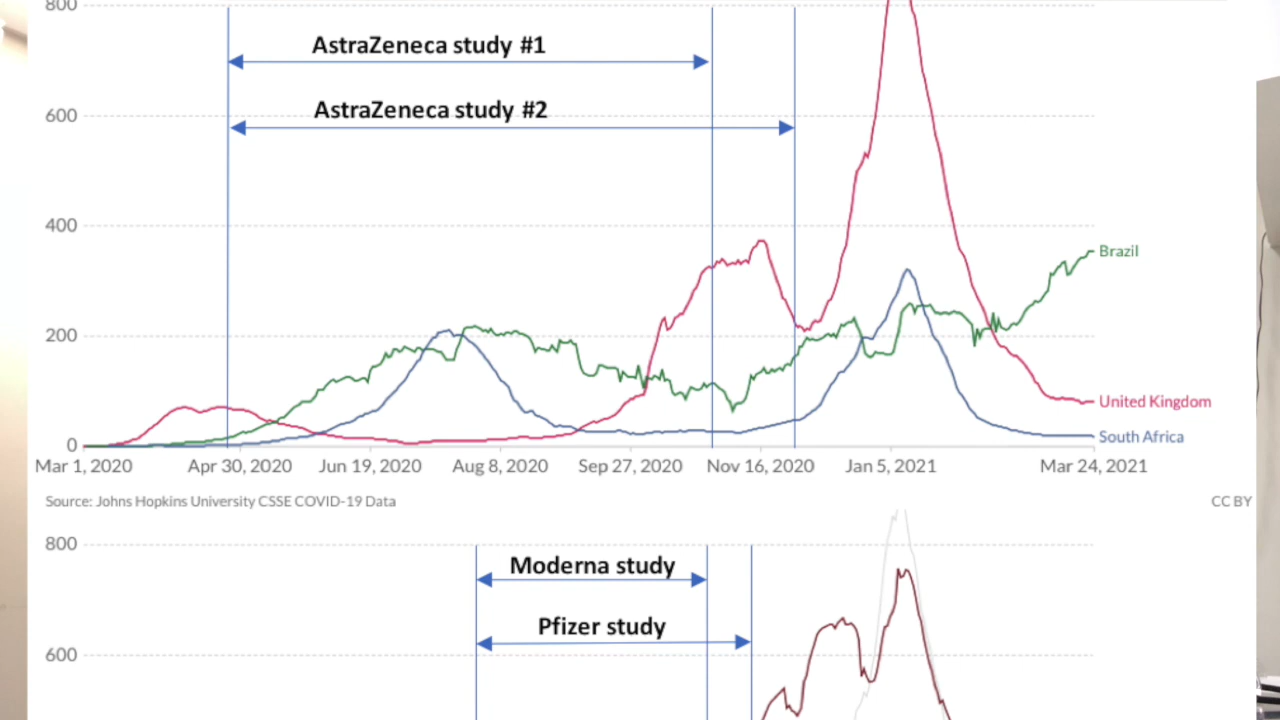 800
AstraZeneca study #1
AstraZeneca study #2
600
400
Brazil
200
United Kingdom
South Africa
0
Mar 1, 2020 Apr 30, 2020 Jun 19, 2020 Aug 8, 2020 Sep 27, 2020 Nov 16, 2020 Jan 5, 2021 Mar 24, 2021
Source: Johns Hopkins University CSSE COVID-19 Data CC BY
800
Moderna study
Pfizer study
600